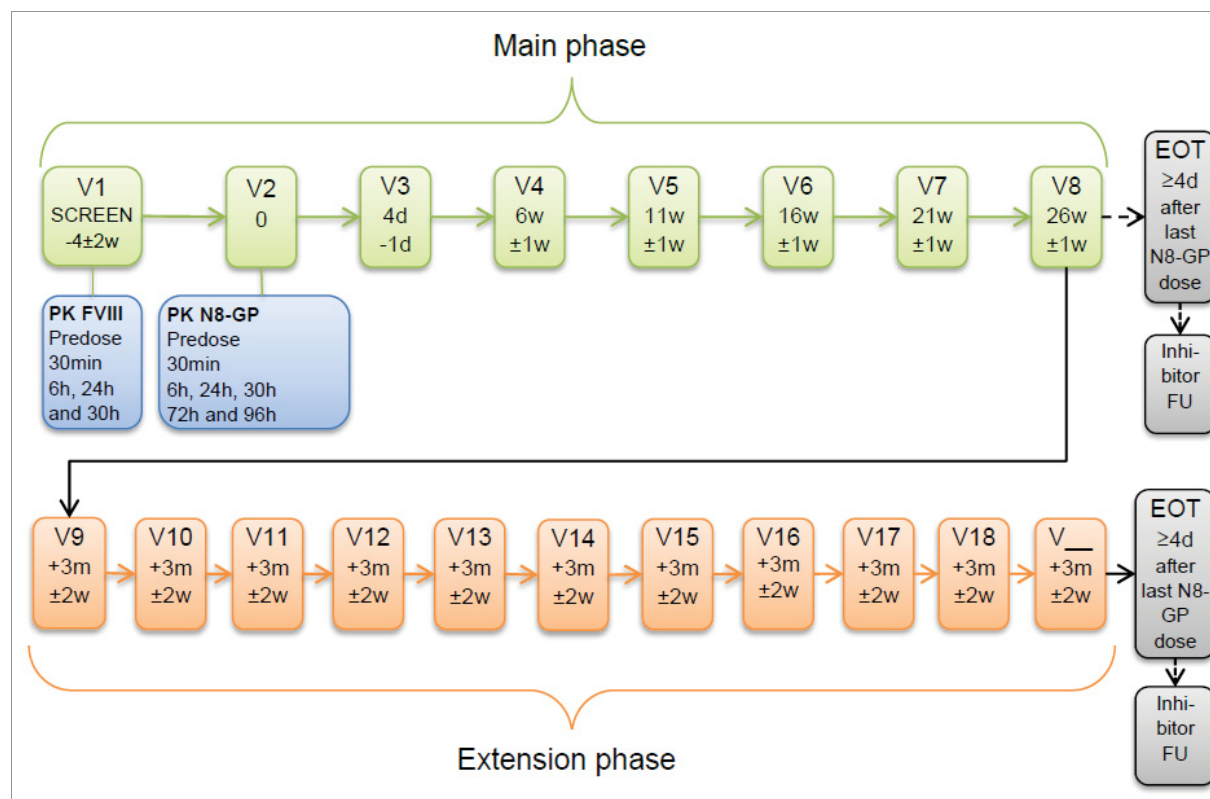 Main phase
V1
SCREEN
-4±2w
V2
0
V3
4d
-1d
V4
6w
±1w
V5
11w
±1w
V6
16w
±1w
V7
21w
±1w
V8
26w
±1w
EOT
≥4d
after
last
N8-GP
dose
PK FVIII
Predose
30min
6h, 24h
and 30h
PK N8-GP
Predose
30min
6h, 24h, 30h
72h and 96h
Inhi-
bitor
FU
V9
+3m
±2w
V10
+3m
±2w
V11
+3m
±2w
V12
+3m
±2w
V13
+3m
±2w
V14
+3m
±2w
V15
+3m
±2w
V16
+3m
±2w
V17
+3m
±2w
V18
+3m
±2w
V__
+3m
±2w
EOT
≥4d
after
last N8-
GP
dose
Inhi-
bitor
FU
Extension phase